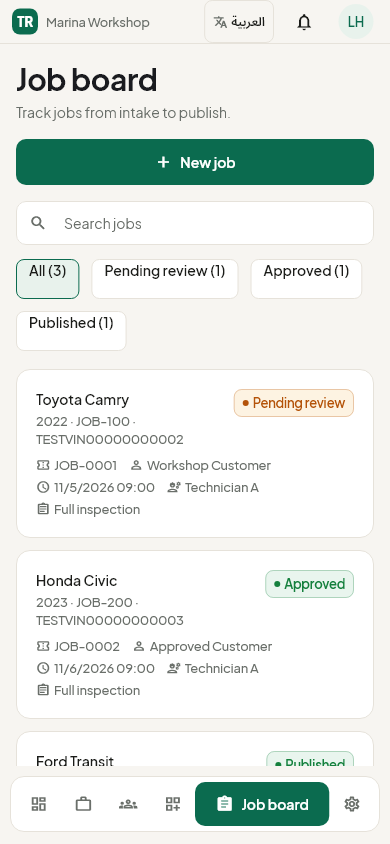 TR Marina Workshop العربية LH
Job board
Track jobs from intake to publish.
+ New job
Search jobs
All (3) Pending review (1) Approved (1)
Published (1)
Toyota Camry Pending review
2022 · JOB-100 ·
TESTVIN00000000002
JOB-0001 Workshop Customer
11/5/2026 09:00 Technician A
Full inspection
Honda Civic Approved
2023 · JOB-200 ·
TESTVIN00000000003
JOB-0002 Approved Customer
11/6/2026 09:00 Technician A
Full inspection
Ford Transit Published
Job board